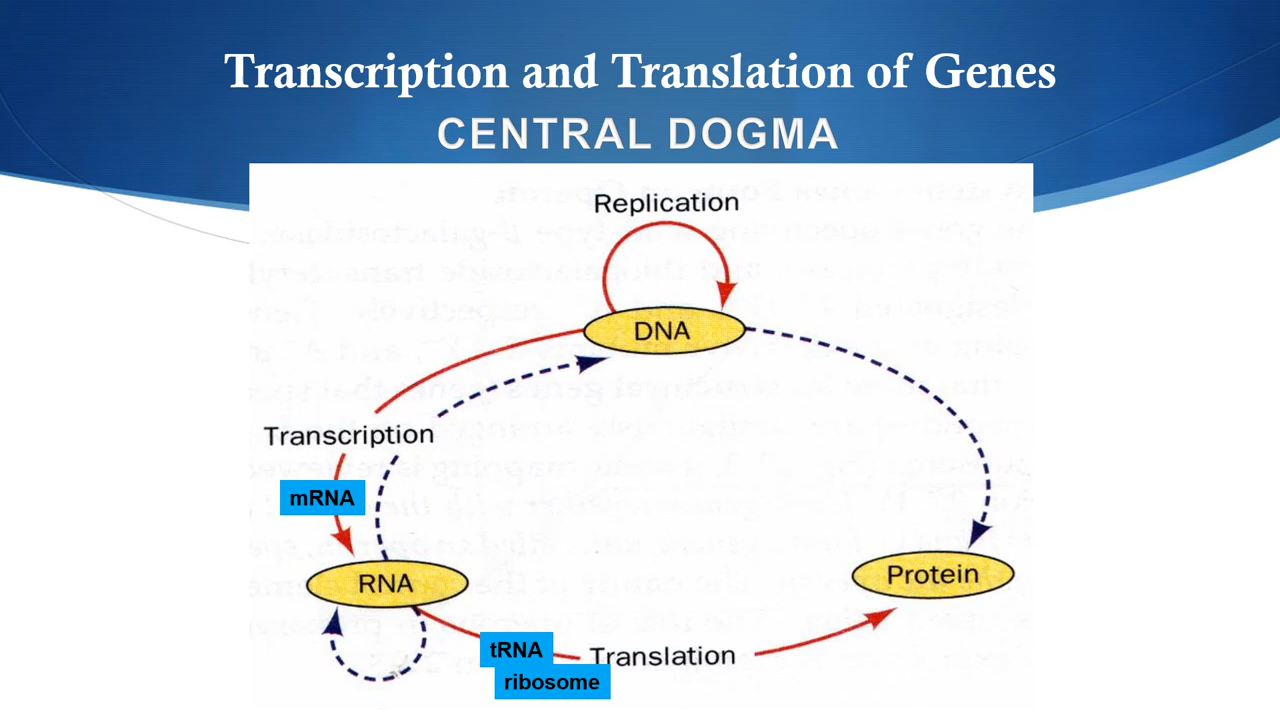 Transcription and Translation of Genes
CENTRAL DOGMA
Replication
DNA
Transcription
mRNA
RNA
Protein
tRNA
Translation
ribosome